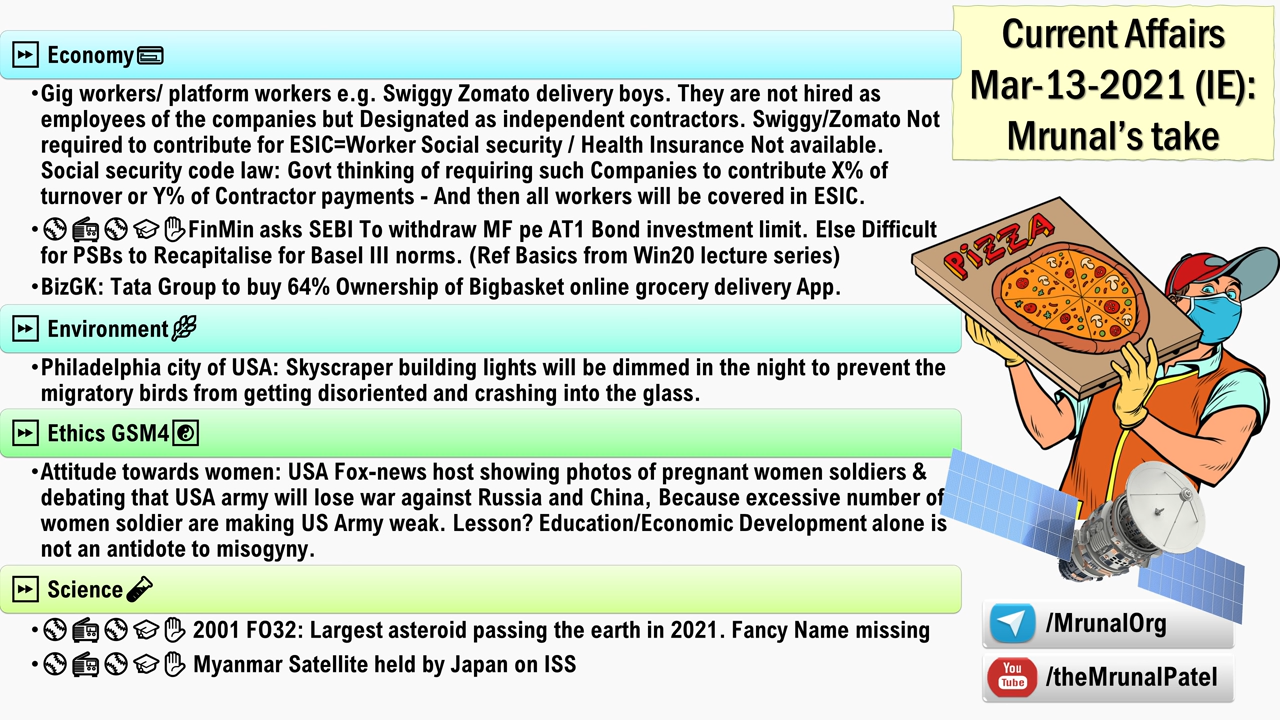 Current Affairs
Mar-13-2021 (IE):
Mrunal's take
Economy
•Gig workers/ platform workers e.g. Swiggy Zomato delivery boys. They are not hired as
employees of the companies but Designated as independent contractors. Swiggy/Zomato Not
required to contribute for ESIC=Worker Social security / Health Insurance Not available.
Social security code law: Govt thinking of requiring such Companies to contribute X% of
turnover or Y% of Contractor payments - And then all workers will be covered in ESIC.
•FinMin asks SEBI To withdraw MF pe AT1 Bond investment limit. Else Difficult
for PSBs to Recapitalise for Basel III norms. (Ref Basics from Win20 lecture series)
•BizGK: Tata Group to buy 64% Ownership of Bigbasket online grocery delivery App.
Environment
•Philadelphia city of USA: Skyscraper building lights will be dimmed in the night to prevent the
migratory birds from getting disoriented and crashing into the glass.
Ethics GSM4
•Attitude towards women: USA Fox-news host showing photos of pregnant women soldiers &
debating that USA army will lose war against Russia and China, Because excessive number of
women soldier are making US Army weak. Lesson? Education/Economic Development alone is
not an antidote to misogyny.
Science
•2001 FO32: Largest asteroid passing the earth in 2021. Fancy Name missing
•Myanmar Satellite held by Japan on ISS
PiZZA
/MrunalOrg
You
Tube
/theMrunalPatel